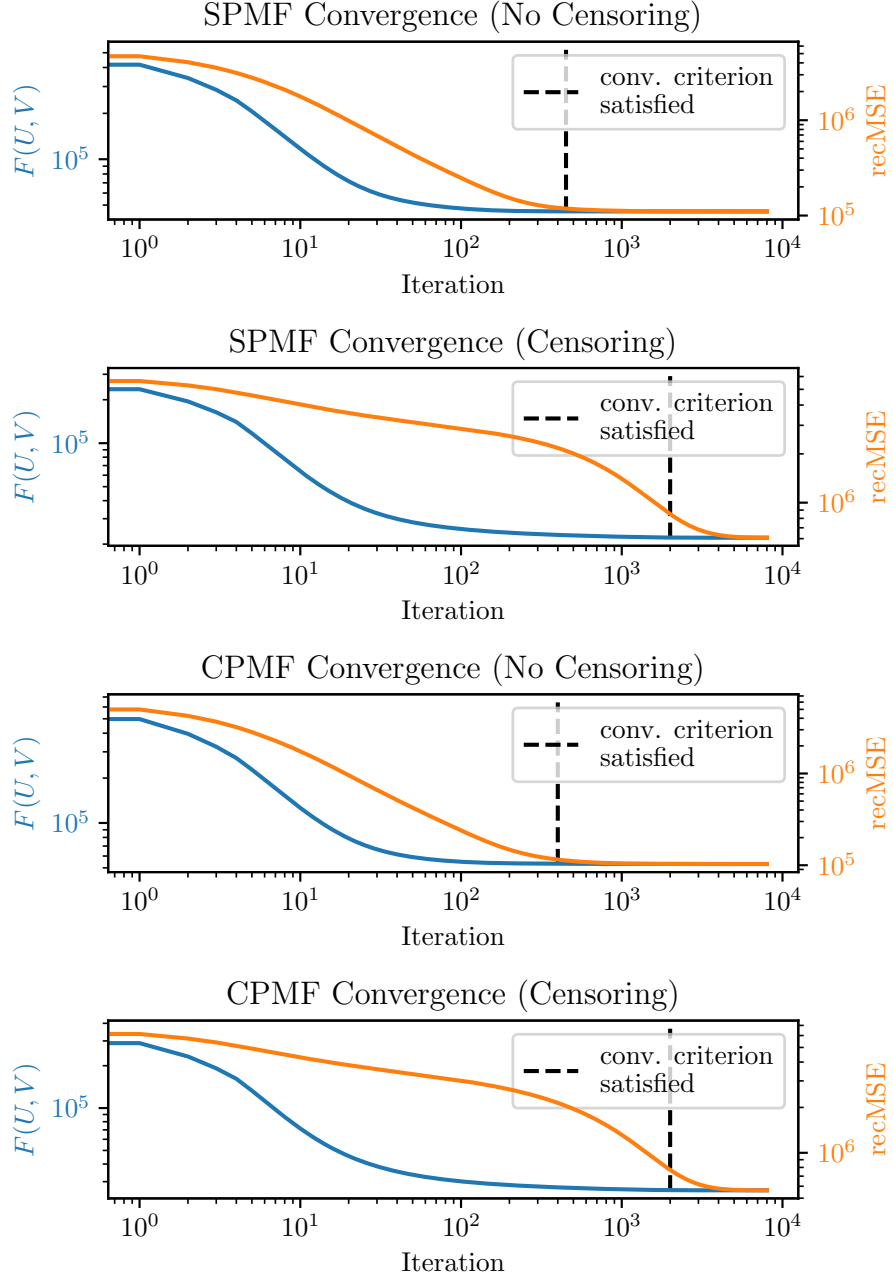 SPMF Convergence (No Censoring)
F(U, V)
10^5
conv. criterion
satisfied
10^6
10^5
recMSE
10^0 10^1 10^2 10^3 10^4
Iteration
SPMF Convergence (Censoring)
F(U, V)
10^5
conv. criterion
satisfied
10^6
recMSE
10^0 10^1 10^2 10^3 10^4
Iteration
CPMF Convergence (No Censoring)
F(U, V)
10^5
conv. criterion
satisfied
10^6
10^5
recMSE
10^0 10^1 10^2 10^3 10^4
Iteration
CPMF Convergence (Censoring)
F(U, V)
10^5
conv. criterion
satisfied
10^6
recMSE
10^0 10^1 10^2 10^3 10^4
Iteration